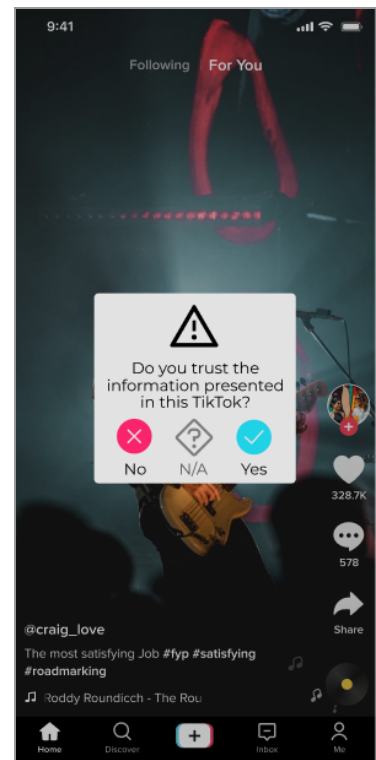 9:41
Following For You
Do you trust the
information presented
in this TikTok?
No N/A Yes
328.7K
578
Share
@craig_love
The most satisfying Job #fyp #satisfying
#roadmarking
Roddy Roundicch - The Rou
Home Discover Inbox Me